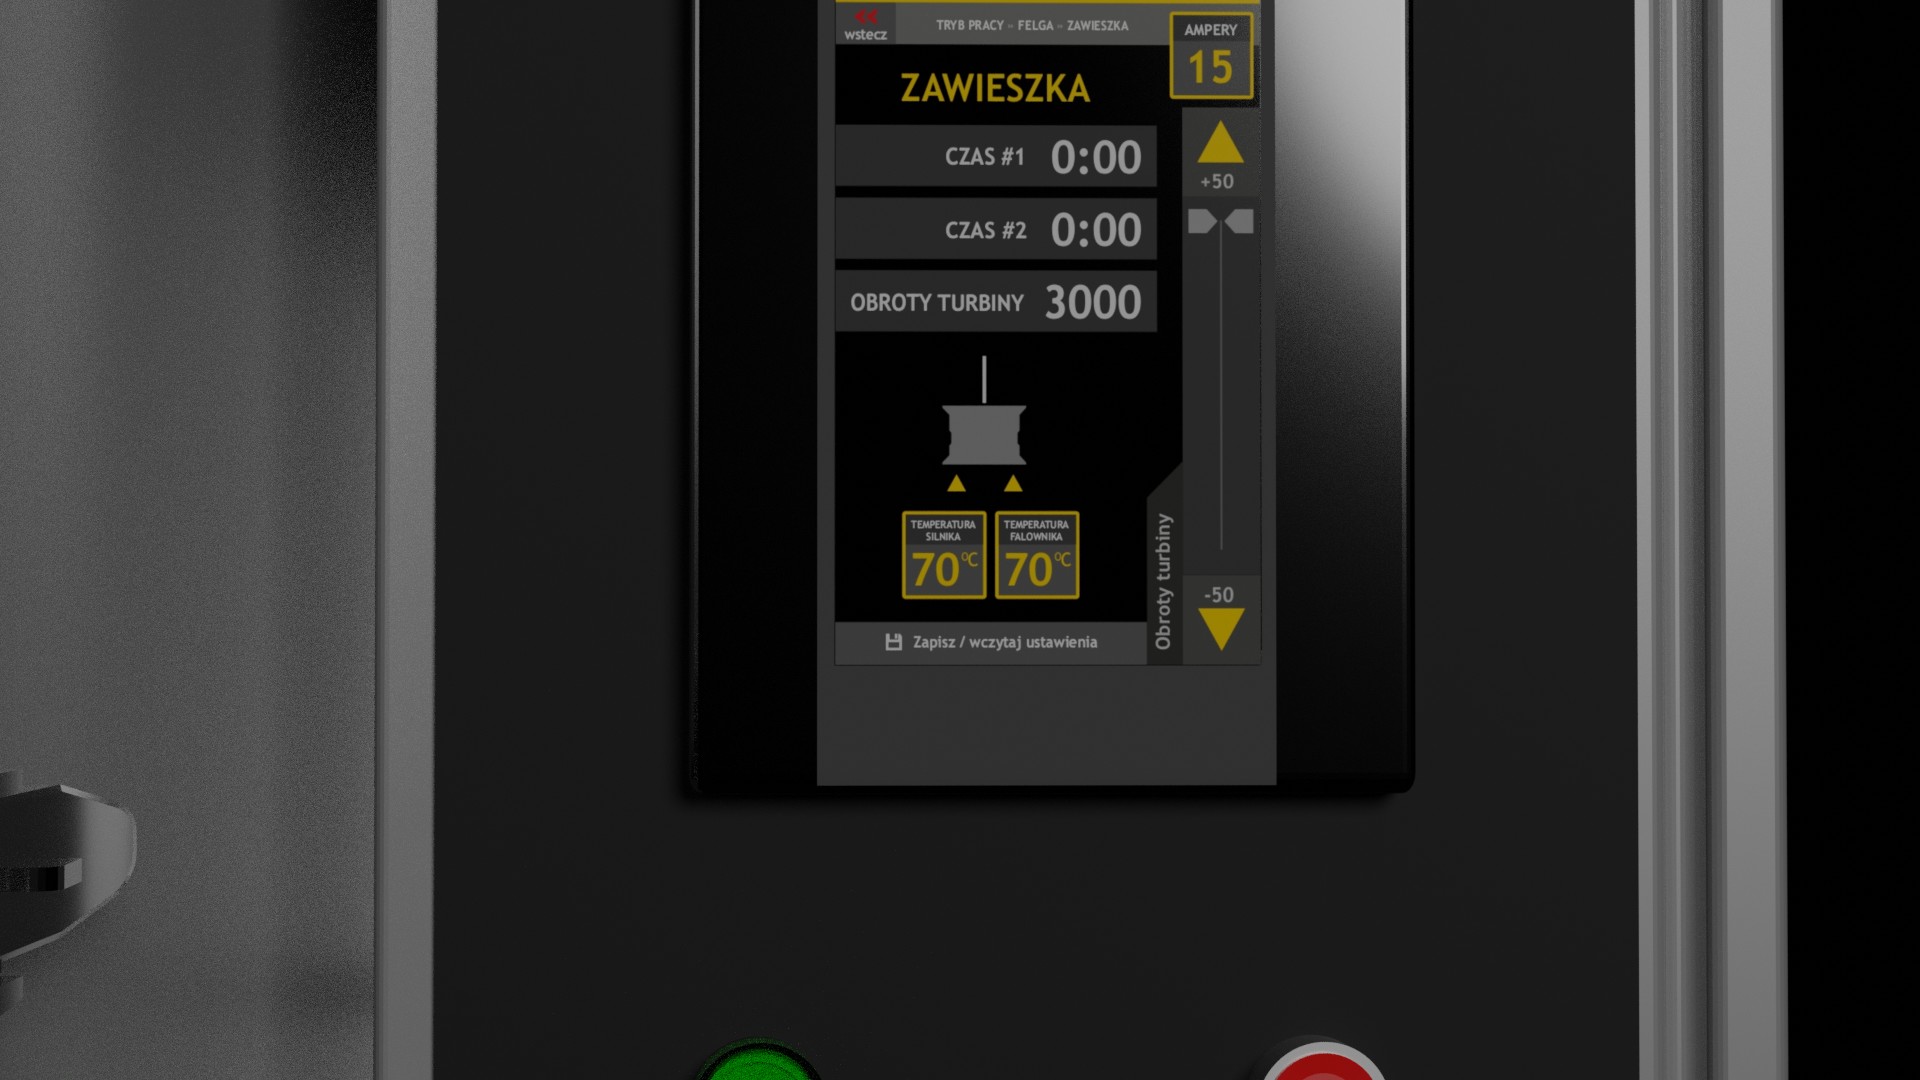 wstecz
TRYB PRACY - FELGA - ZAWIESZKA
AMPERY
15
ZAWIESZKA
CZAS #1 0:00
+50
CZAS #2 0:00
OBROTY TURBINY 3000
TEMPERATURA
SILNIKA
70°C
TEMPERATURA
FALOWNIKA
70°C
Obroty turbiny
-50
Zapisz / wczytaj ustawienia